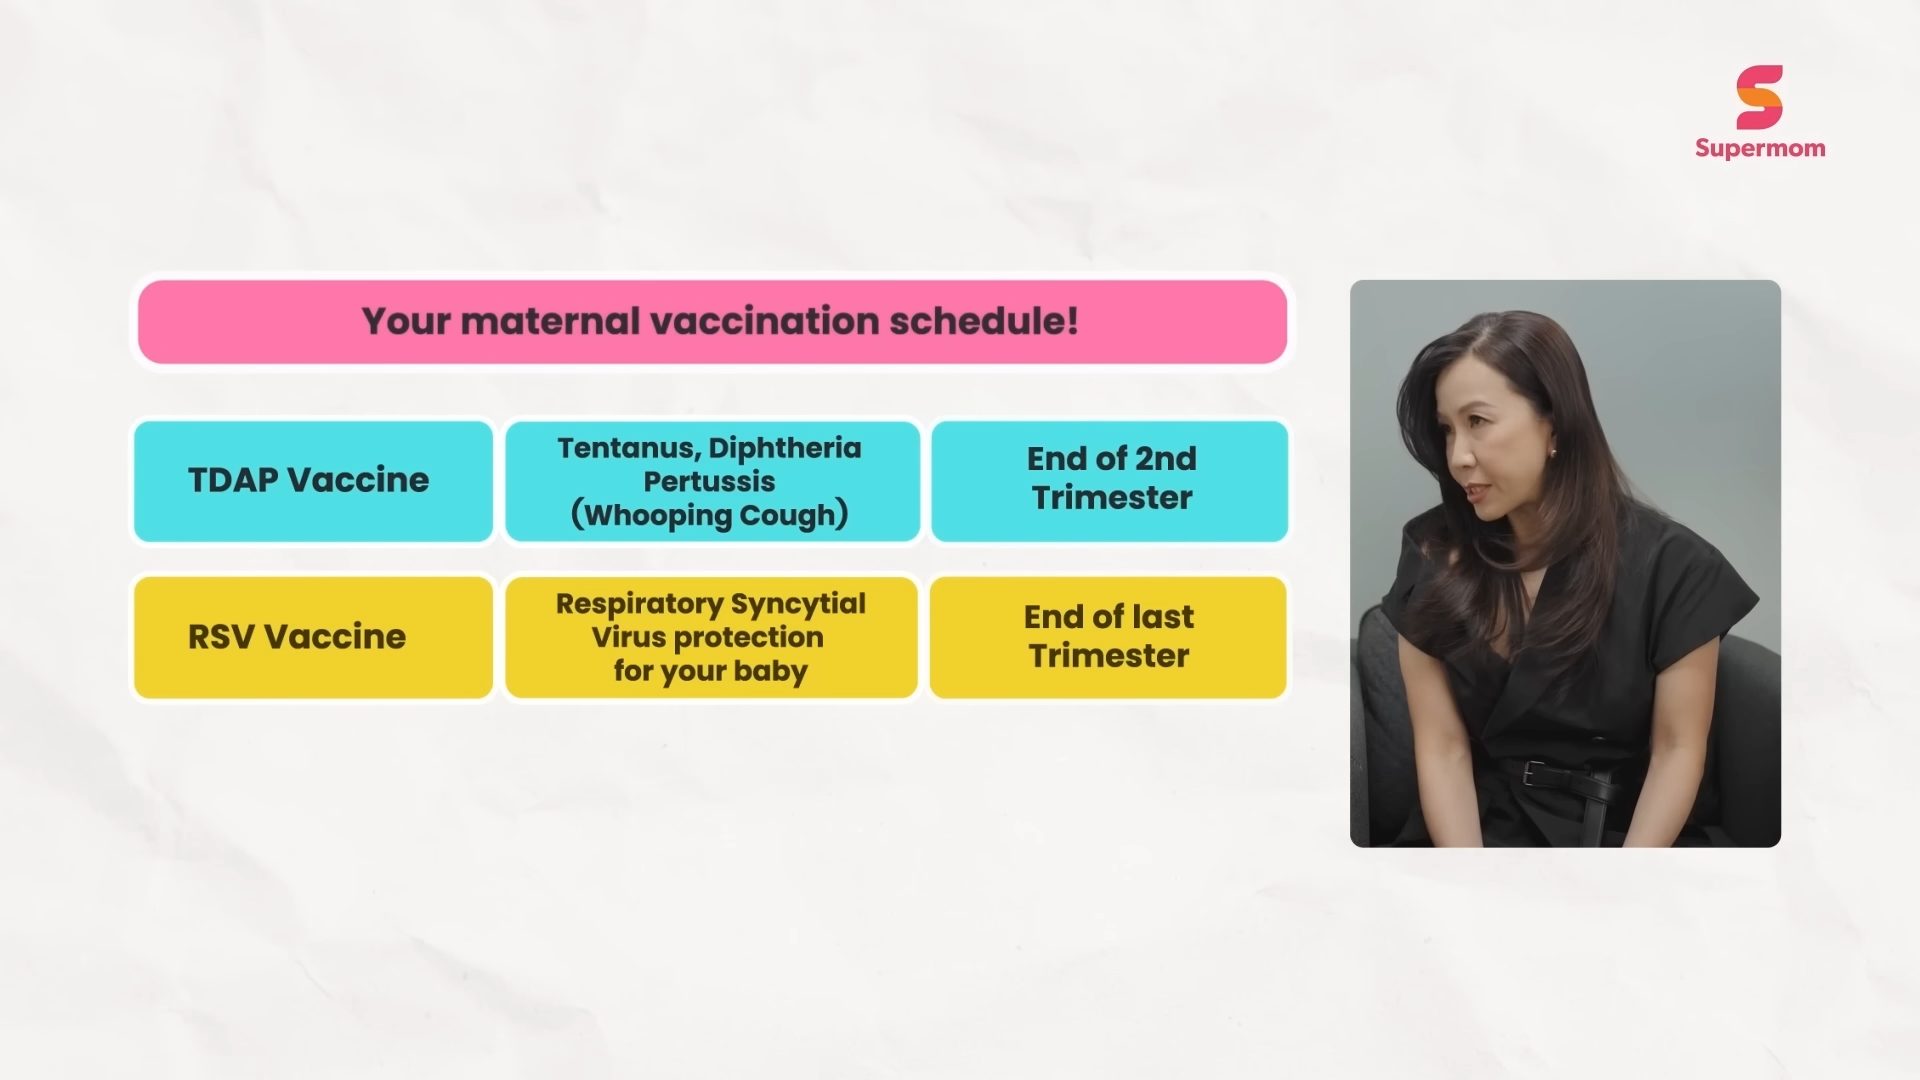 Supermom
Your maternal vaccination schedule!
TDAP Vaccine
Tentanus, Diphtheria
Pertussis
(Whooping Cough)
End of 2nd
Trimester
RSV Vaccine
Respiratory Syncytial
Virus protection
for your baby
End of last
Trimester